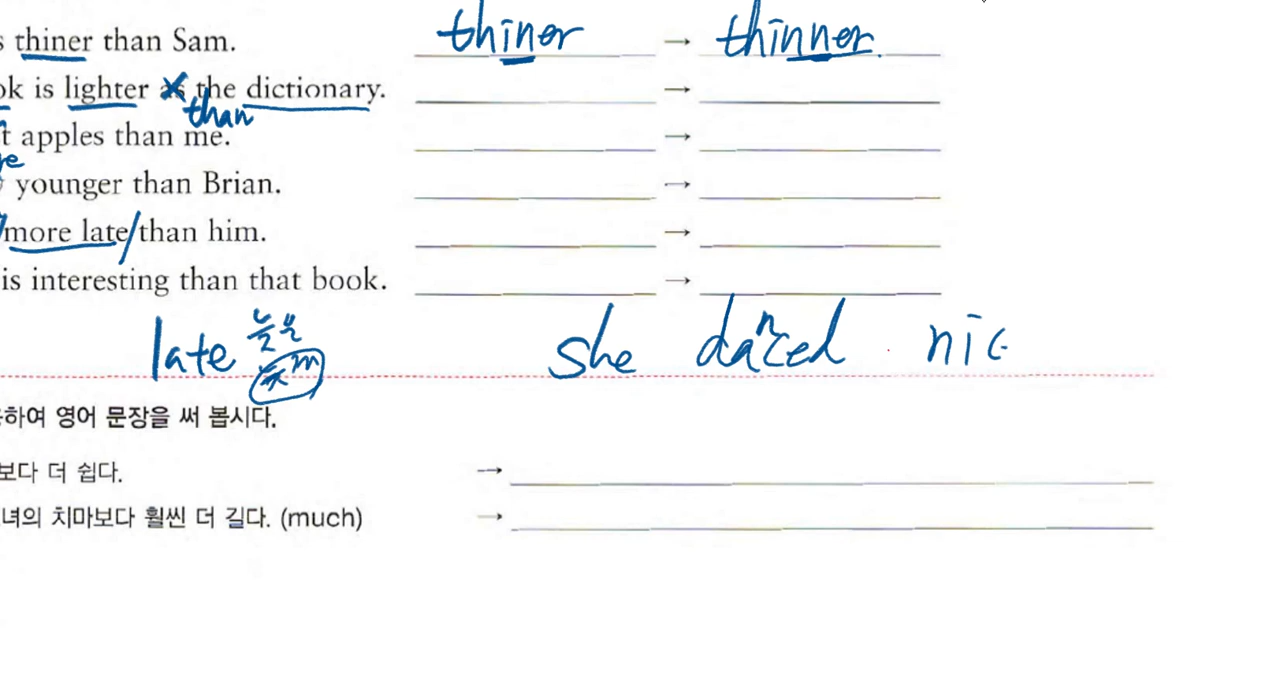 s thiner than Sam. thiner → thinner
ok is lighter as the dictionary. →
than
t apples than me. →
younger than Brian. →
more late than him. →
is interesting than that book. →
late 늦은 she danced nic
하여 영어 문장을 써 봅시다.
보다 더 쉽다. →
녀의 치마보다 훨씬 더 길다. (much) →